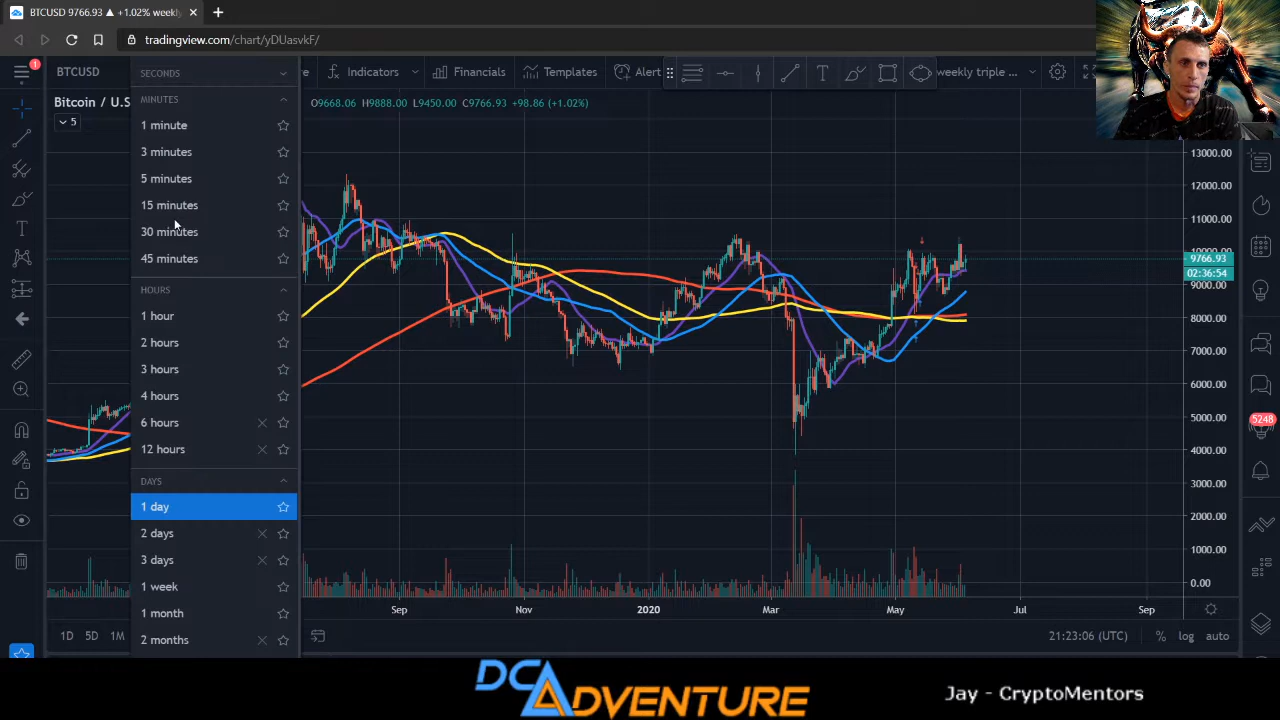 BTCUSD 9766.93 ▲ +1.02% weekly
tradingview.com/chart/yDUasvkF/
1
BTCUSD
Indicators
Financials
Templates
Alert
weekly triple ...
Bitcoin / U.S
O9668.06 H9888.00 L9450.00 C9766.93 +98.86 (+1.02%)
5
SECONDS
MINUTES
1 minute
3 minutes
5 minutes
15 minutes
30 minutes
45 minutes
HOURS
1 hour
2 hours
3 hours
4 hours
6 hours
12 hours
DAYS
1 day
2 days
3 days
1 week
1 month
2 months
13000.00
12000.00
11000.00
10000.00
9766.93
02:36:54
9000.00
8000.00
7000.00
6000.00
5000.00
4000.00
3000.00
2000.00
1000.00
0.00
5248
Sep
Nov
2020
Mar
May
Jul
Sep
1D
5D
1M
21:23:06 (UTC)
%
log
auto
DCADVENTURE
Jay - CryptoMentors